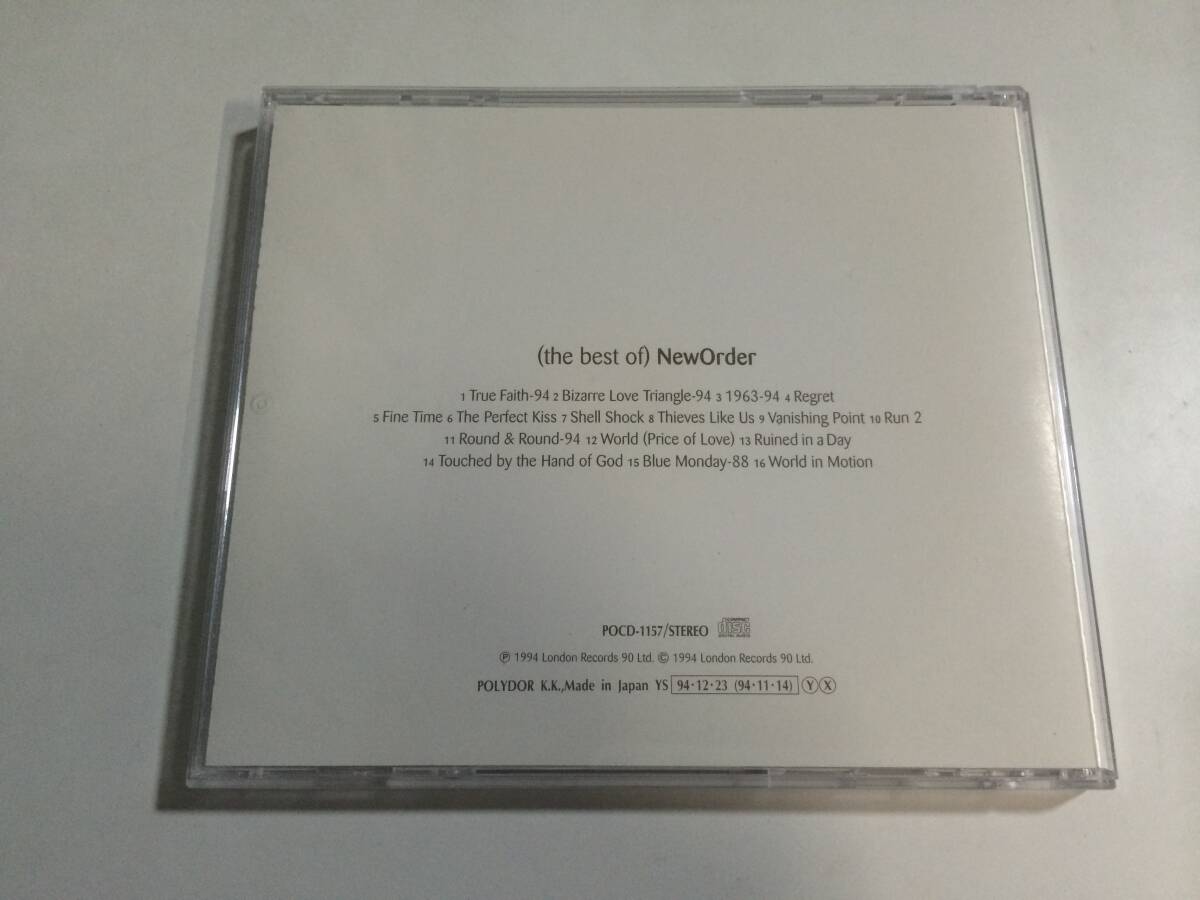 (the best of) NewOrder
1 True Faith-94 2 Bizarre Love Triangle-94 3 1963-94 4 Regret
5 Fine Time 6 The Perfect Kiss 7 Shell Shock 8 Thieves Like Us 9 Vanishing Point 10 Run 2
11 Round & Round-94 12 World (Price of Love) 13 Ruined in a Day
14 Touched by the Hand of God 15 Blue Monday-88 16 World in Motion
POCD-1157/STEREO COMPACT disc DIGITAL AUDIO
℗ 1994 London Records 90 Ltd. © 1994 London Records 90 Ltd.
POLYDOR K.K.,Made in Japan YS 94・12・23 (94・11・14) Ⓨ Ⓧ